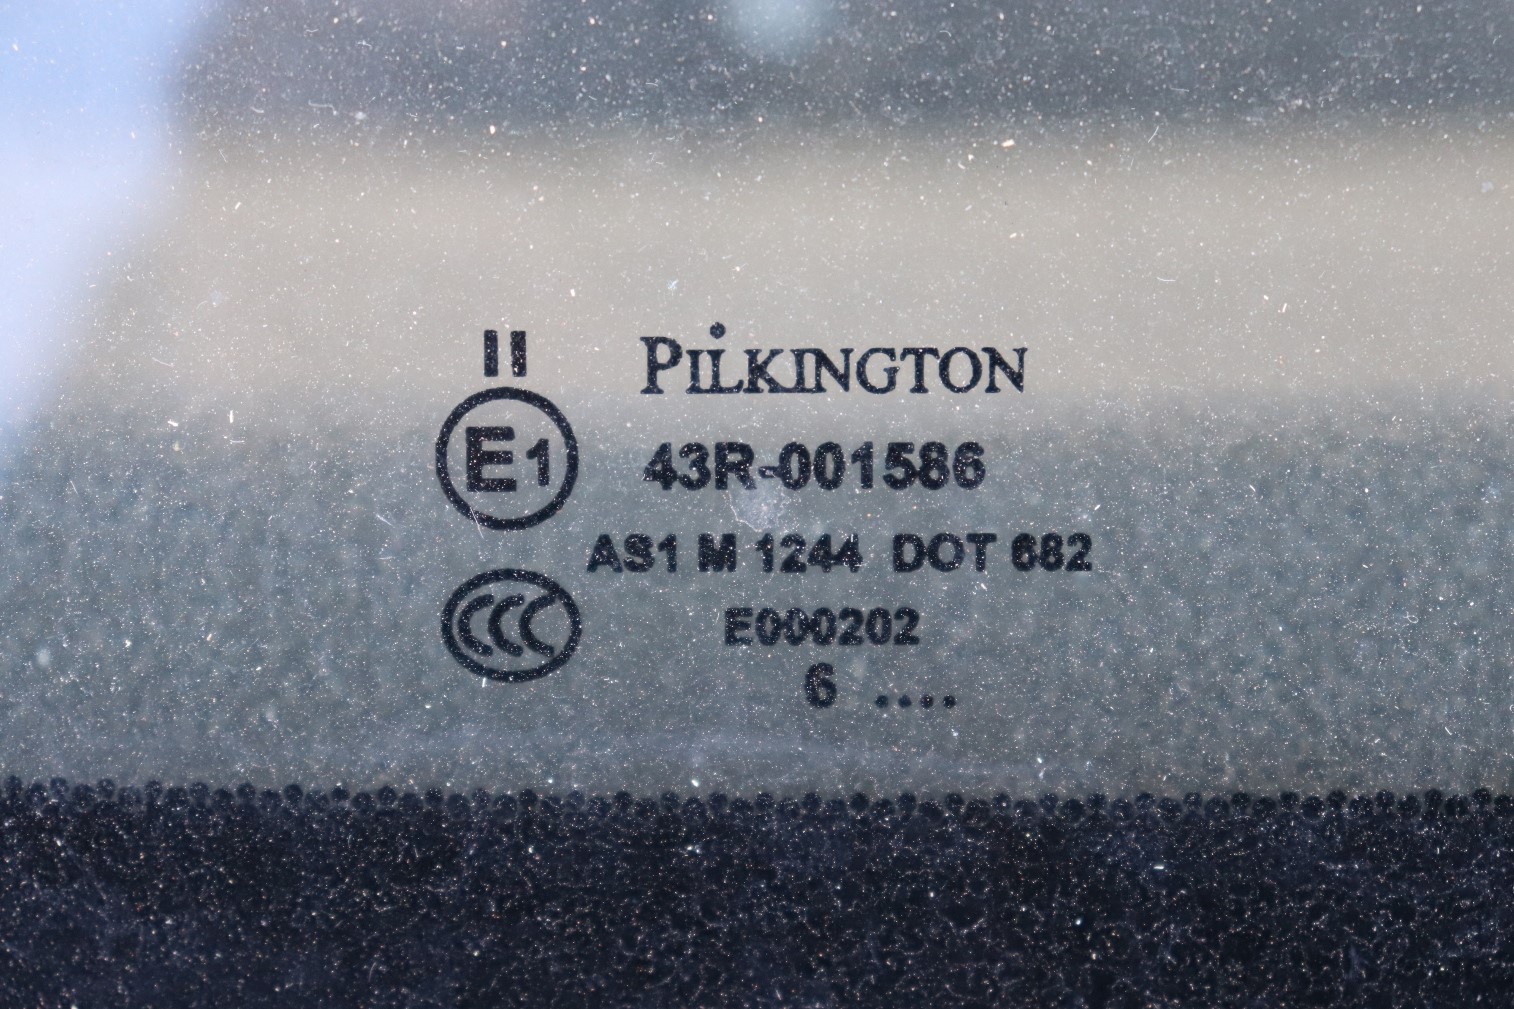 II
PILKINGTON
E1
43R-001586
AS1 M 1244 DOT 682
CCC
E000202
6 ....